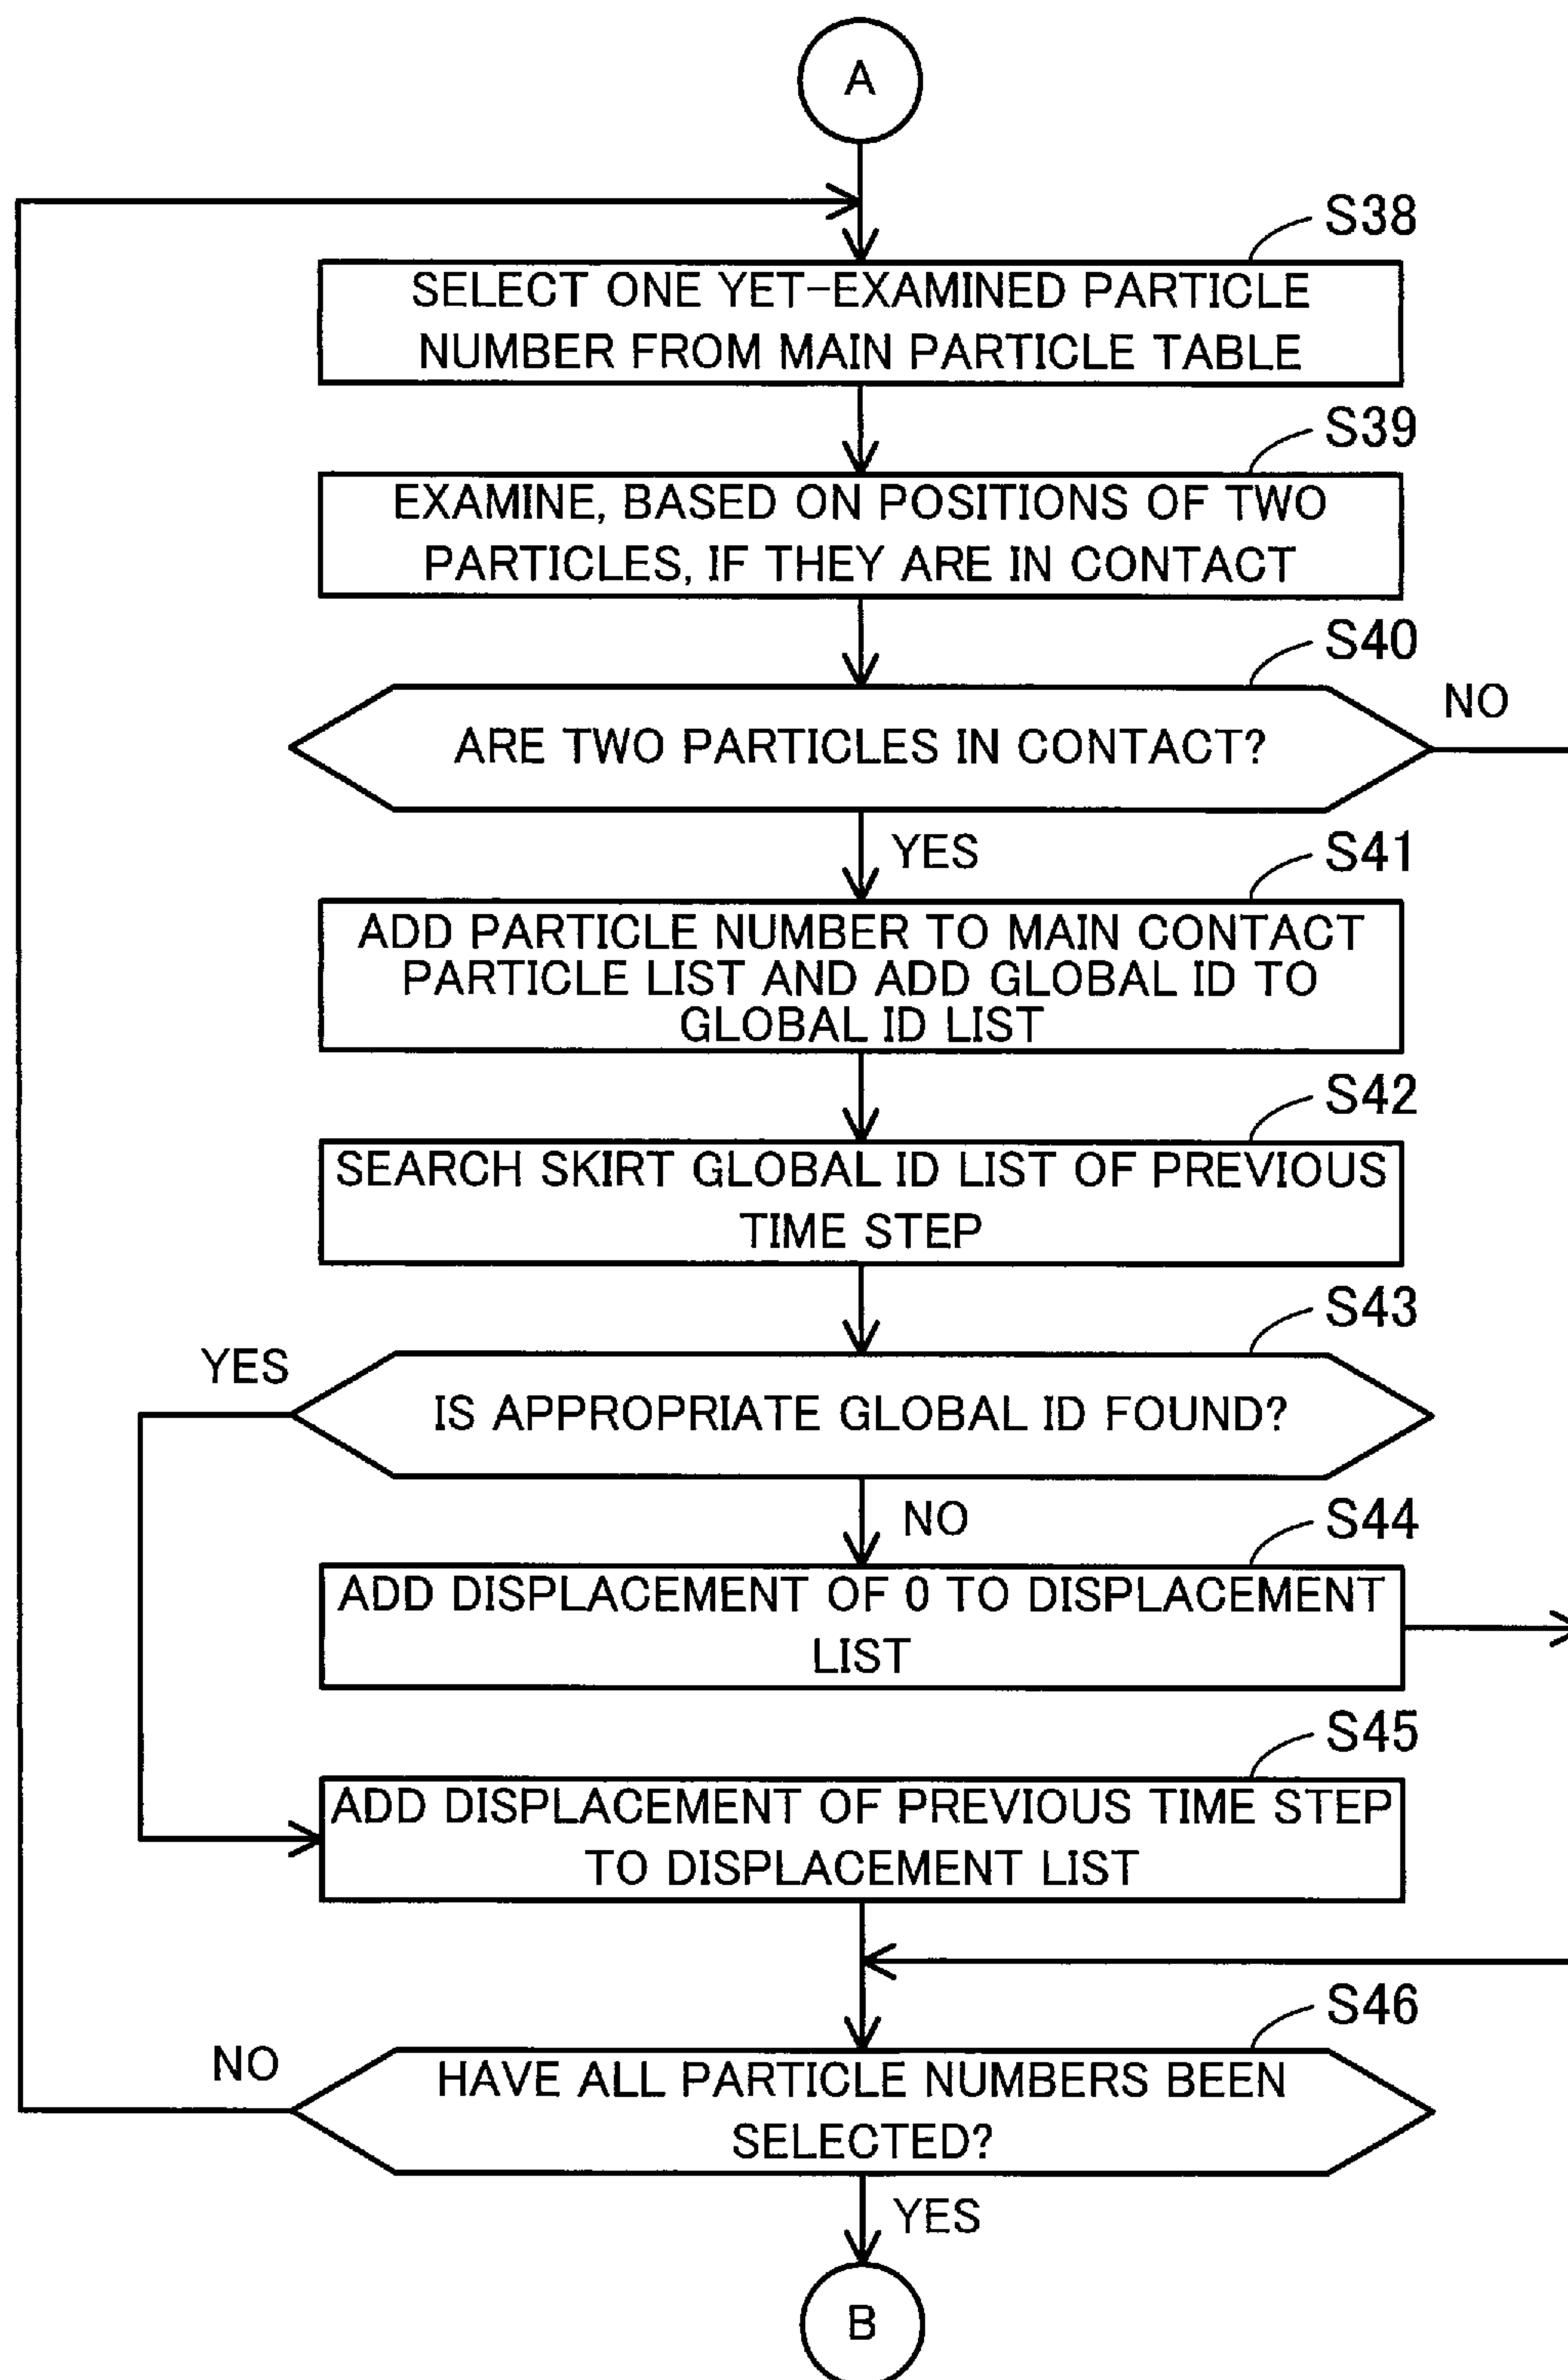 A
S38
SELECT ONE YET-EXAMINED PARTICLE
NUMBER FROM MAIN PARTICLE TABLE
S39
EXAMINE, BASED ON POSITIONS OF TWO
PARTICLES, IF THEY ARE IN CONTACT
S40
NO
ARE TWO PARTICLES IN CONTACT?
YES
S41
ADD PARTICLE NUMBER TO MAIN CONTACT
PARTICLE LIST AND ADD GLOBAL ID TO
GLOBAL ID LIST
S42
SEARCH SKIRT GLOBAL ID LIST OF PREVIOUS
TIME STEP
S43
YES
IS APPROPRIATE GLOBAL ID FOUND?
NO
S44
ADD DISPLACEMENT OF 0 TO DISPLACEMENT
LIST
S45
ADD DISPLACEMENT OF PREVIOUS TIME STEP
TO DISPLACEMENT LIST
S46
NO
HAVE ALL PARTICLE NUMBERS BEEN
SELECTED?
YES
B